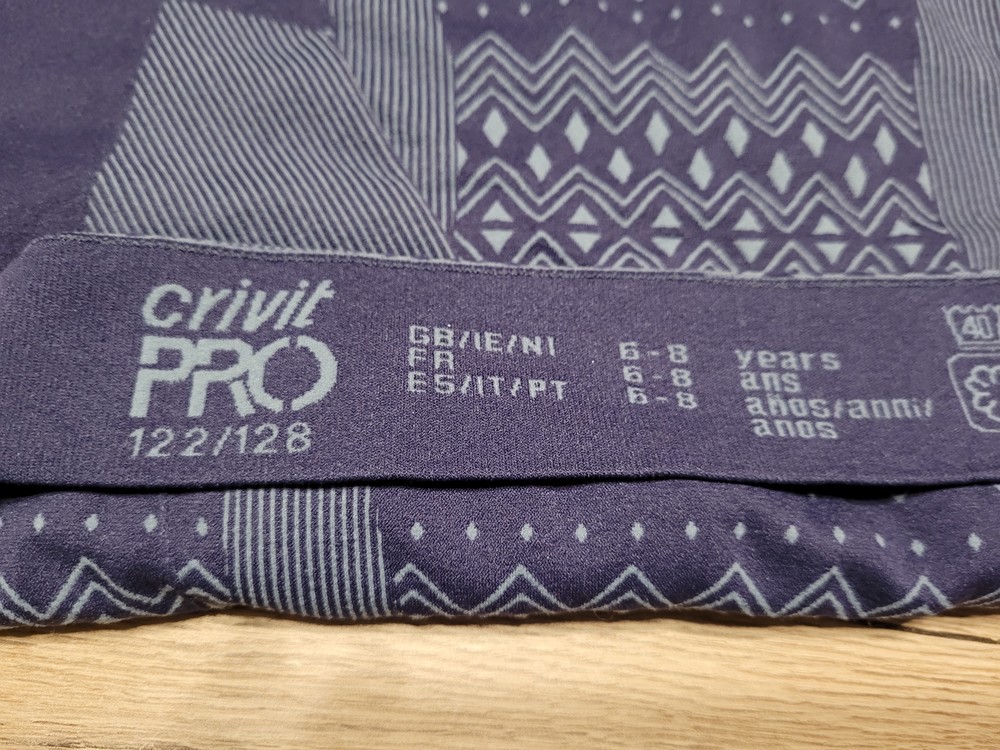 crivit
PRO
122/128
GB/IE/NI 6-8 years
FR 6-8 ans
ES/IT/PT 6-8 años/anni/
anos
40